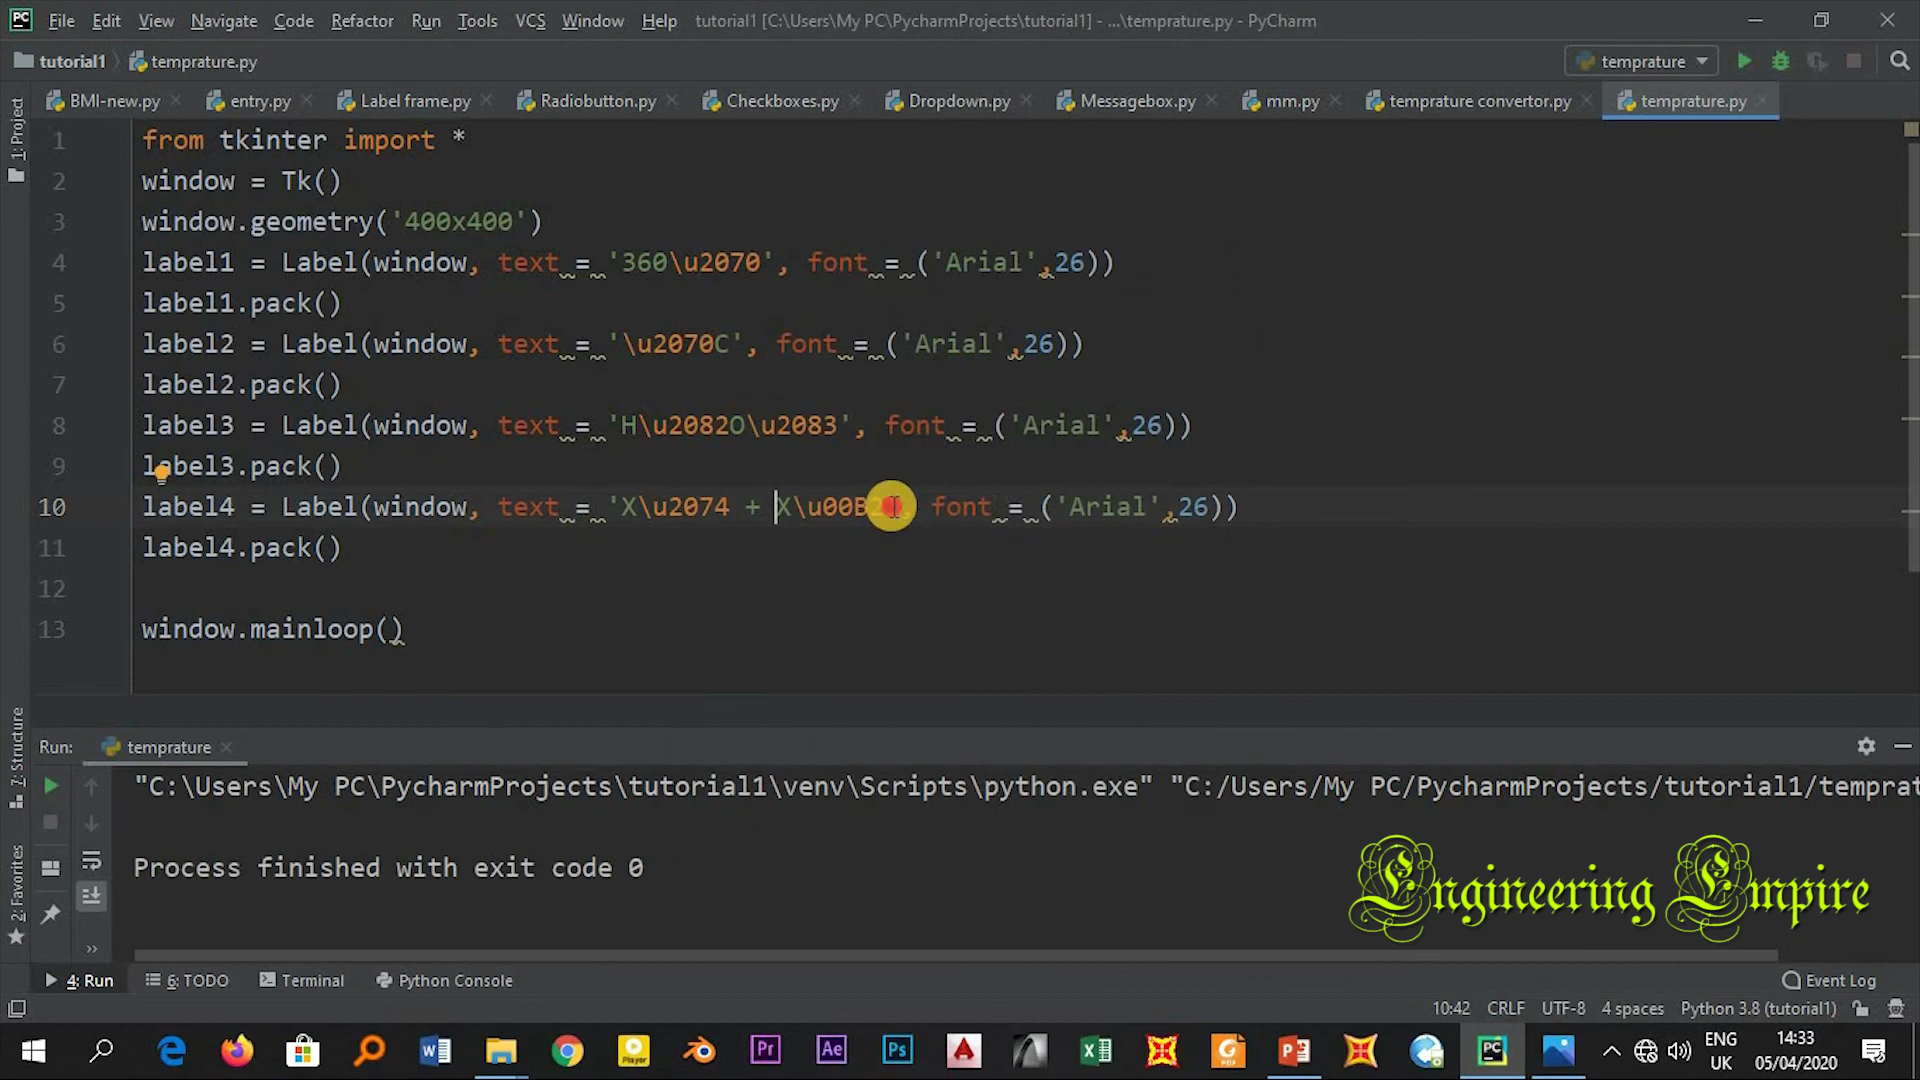 File Edit View Navigate Code Refactor Run Tools VCS Window Help tutorial1 [C:\Users\My PC\PycharmProjects\tutorial1] - ...\temprature.py - PyCharm
tutorial1 temprature.py temprature
BMI-new.py entry.py Label frame.py Radiobutton.py Checkboxes.py Dropdown.py Messagebox.py mm.py temprature convertor.py temprature.py
1: Project
1 from tkinter import *
2 window = Tk()
3 window.geometry('400x400')
4 label1 = Label(window, text = '360\u2070', font = ('Arial',26))
5 label1.pack()
6 label2 = Label(window, text = '\u2070C', font = ('Arial',26))
7 label2.pack()
8 label3 = Label(window, text = 'H\u2082O\u2083', font = ('Arial',26))
9 label3.pack()
10 label4 = Label(window, text = 'X\u2074 + X\u00B2', font = ('Arial',26))
11 label4.pack()
12
13 window.mainloop()
7: Structure
2: Favorites
Run: temprature
"C:\Users\My PC\PycharmProjects\tutorial1\venv\Scripts\python.exe" "C:/Users/My PC/PycharmProjects/tutorial1/temprat
Process finished with exit code 0
Engineering Empire
4: Run 6: TODO Terminal Python Console Event Log
10:42 CRLF UTF-8 4 spaces Python 3.8 (tutorial1)
Player Pr Ae Ps PC ENG 14:33
UK 05/04/2020